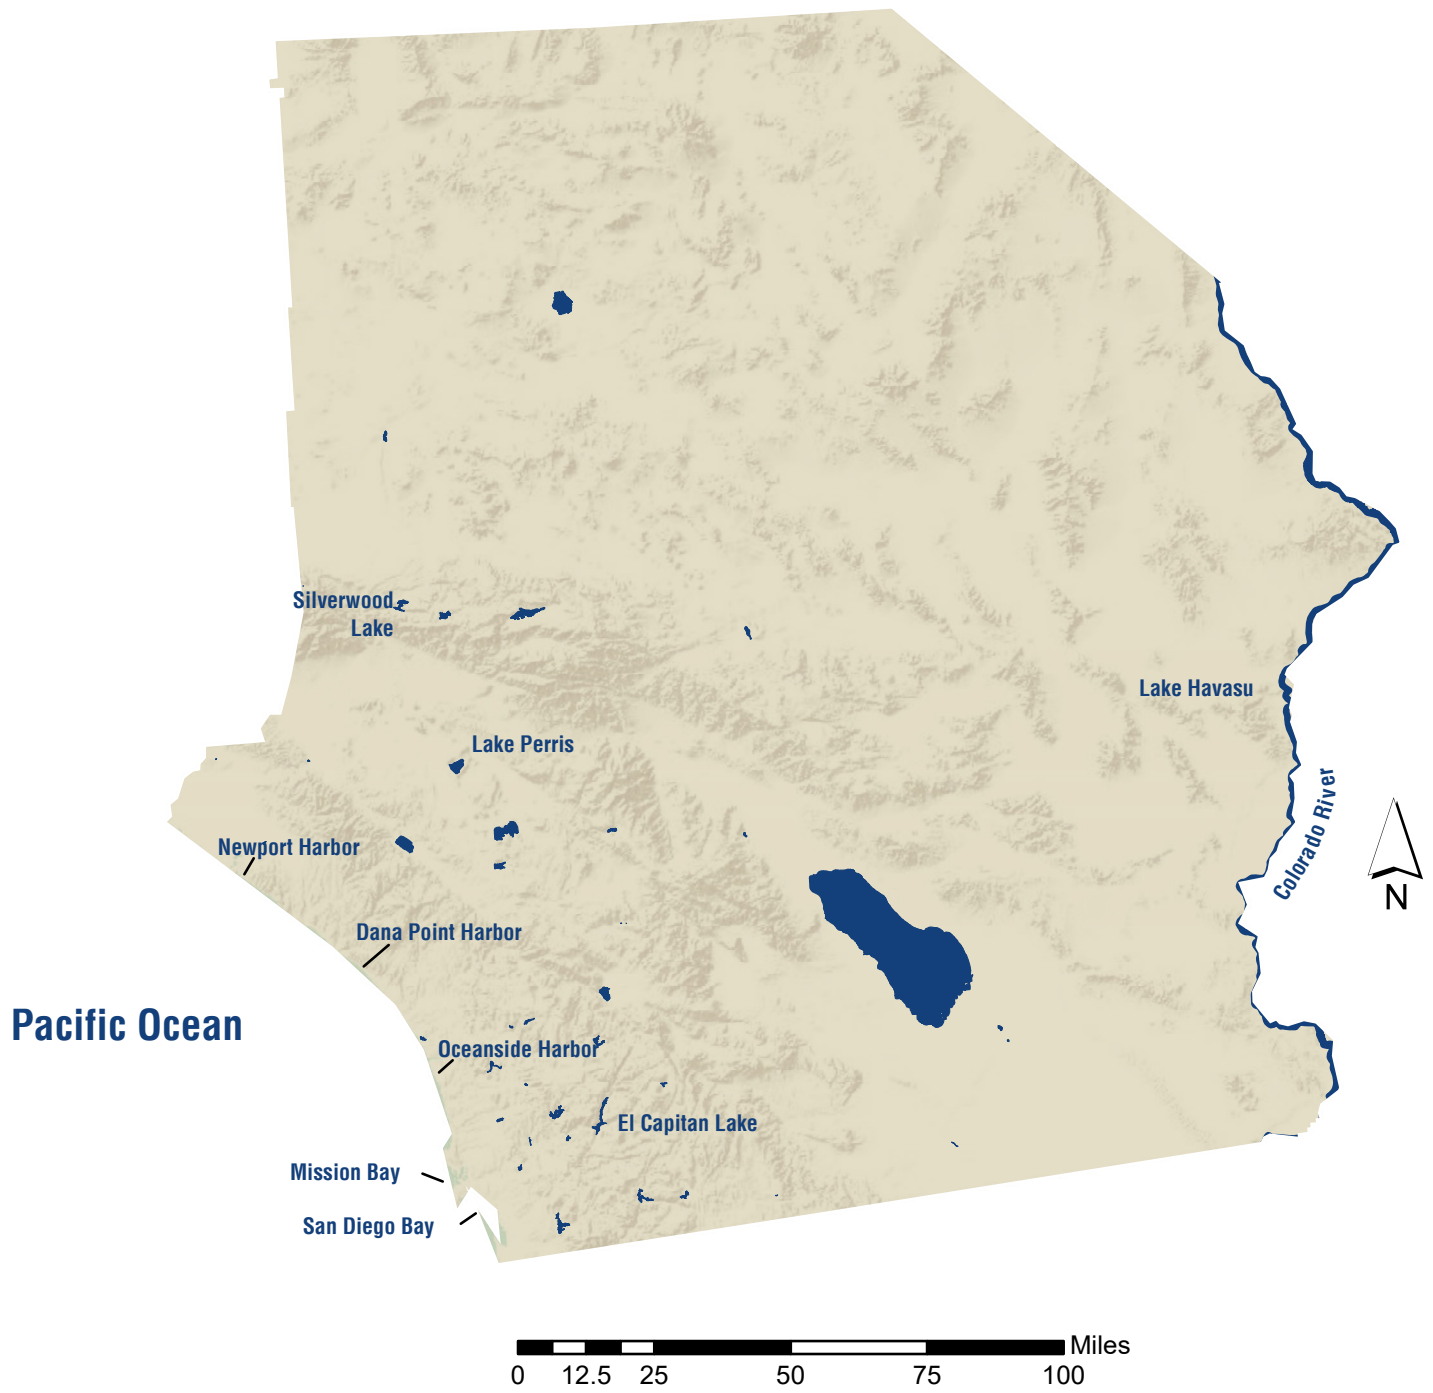 Silverwood
Lake
Lake Havasu
Lake Perris
Colorado River
Newport Harbor
N
Dana Point Harbor
Pacific Ocean
Oceanside Harbor
El Capitan Lake
Mission Bay
San Diego Bay
Miles
0 12.5 25 50 75 100